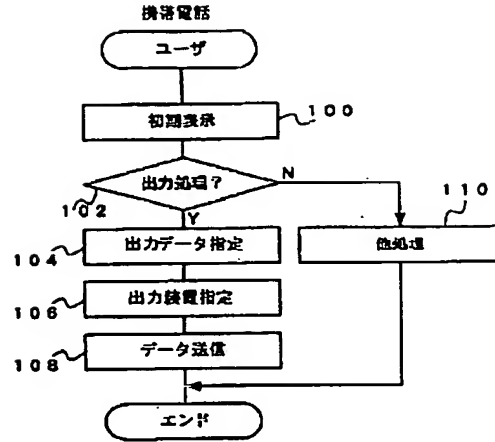 携帯電話
ユーザ
初期表示
100
出力処理?
N
102
Y
110
104
出力データ指定
他処理
106
出力装置指定
108
データ送信
エンド